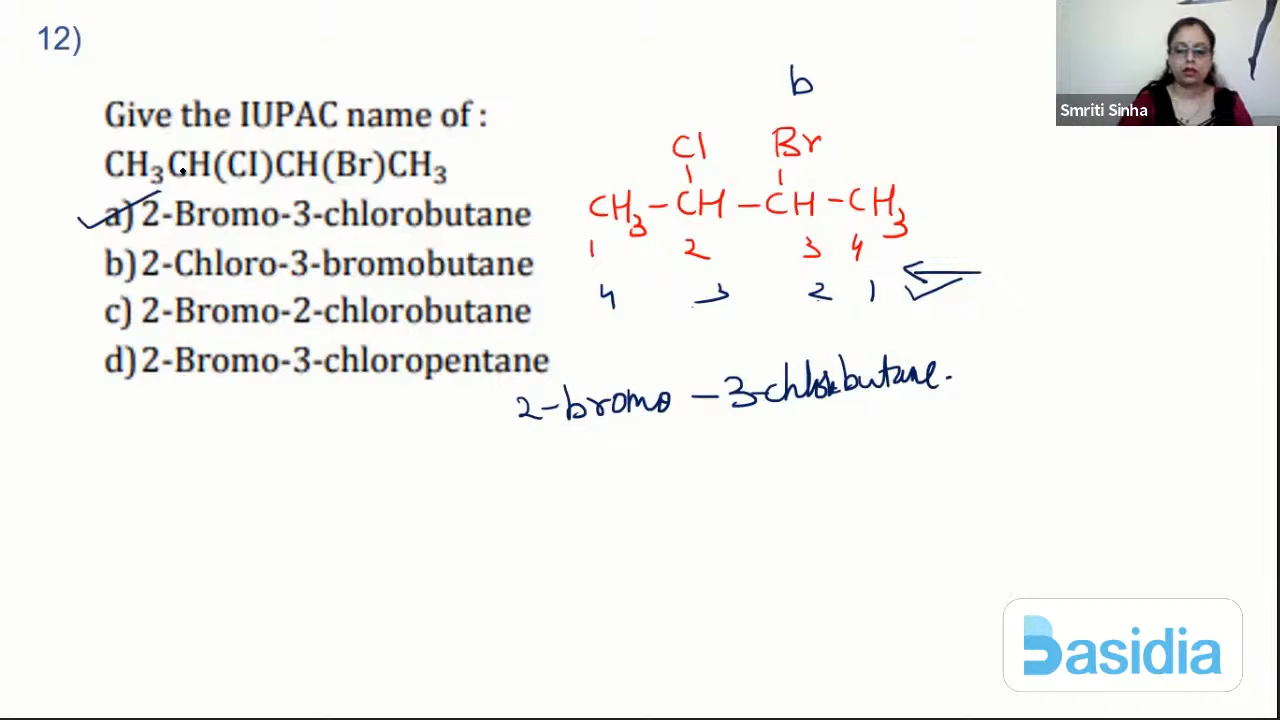 12)
Smriti Sinha
Give the IUPAC name of :
CH₃CH(Cl)CH(Br)CH₃
a) 2-Bromo-3-chlorobutane
b) 2-Chloro-3-bromobutane
c) 2-Bromo-2-chlorobutane
d) 2-Bromo-3-chloropentane
b
Cl Br
CH₃ – CH – CH – CH₃
1 2 3 4
4 3 2 1
2-bromo – 3-chlorobutane.
Basidia